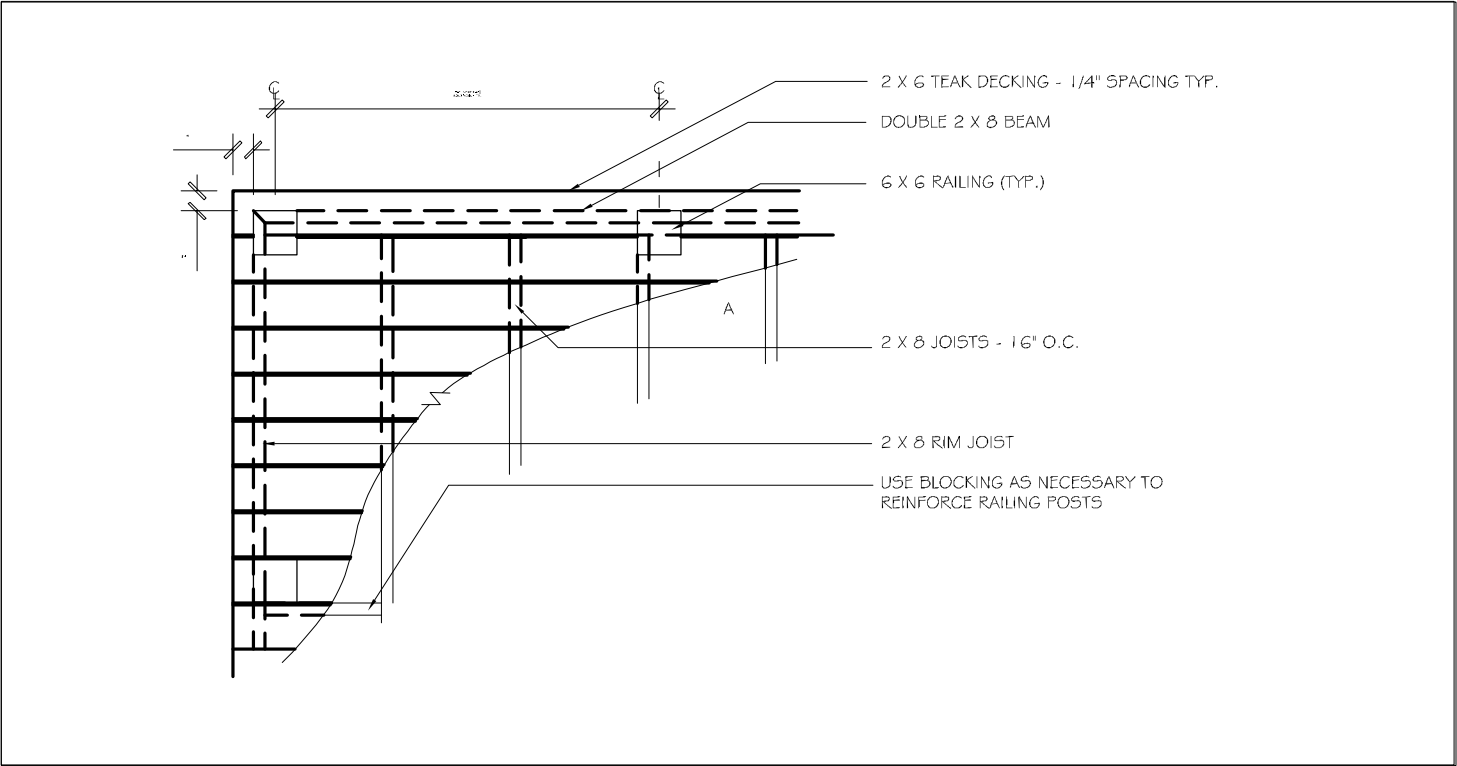 2 X 6 TEAK DECKING - 1/4" SPACING TYP.
DOUBLE 2 X 8 BEAM
6 X 6 RAILING (TYP.)
A
2 X 8 JOISTS - 16" O.C.
2 X 8 RIM JOIST
USE BLOCKING AS NECESSARY TO
REINFORCE RAILING POSTS